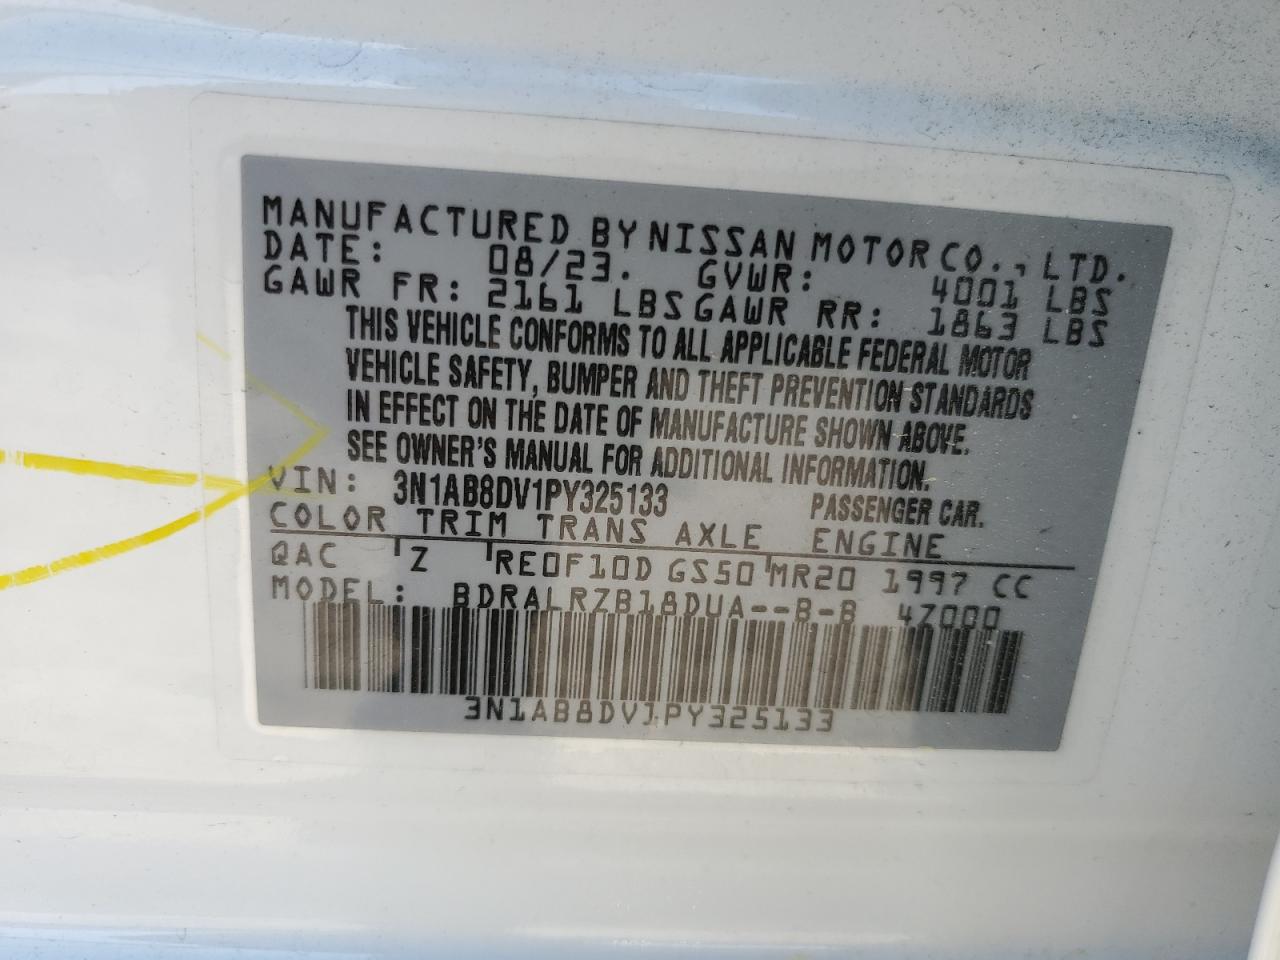 MANUFACTURED BY NISSAN MOTOR CO., LTD.
DATE: 08/23. GVWR: 4001 LBS
GAWR FR: 2161 LBS GAWR RR: 1863 LBS
THIS VEHICLE CONFORMS TO ALL APPLICABLE FEDERAL MOTOR
VEHICLE SAFETY, BUMPER AND THEFT PREVENTION STANDARDS
IN EFFECT ON THE DATE OF MANUFACTURE SHOWN ABOVE.
SEE OWNER'S MANUAL FOR ADDITIONAL INFORMATION.
VIN: 3N1AB8DV1PY325133 PASSENGER CAR.
COLOR TRIM TRANS AXLE ENGINE
QAC Z RE0F10D GS50 MR20 1997 CC
MODEL: BDRALRZB18DUA--B-B 4Z000
3N1AB8DV1PY325133